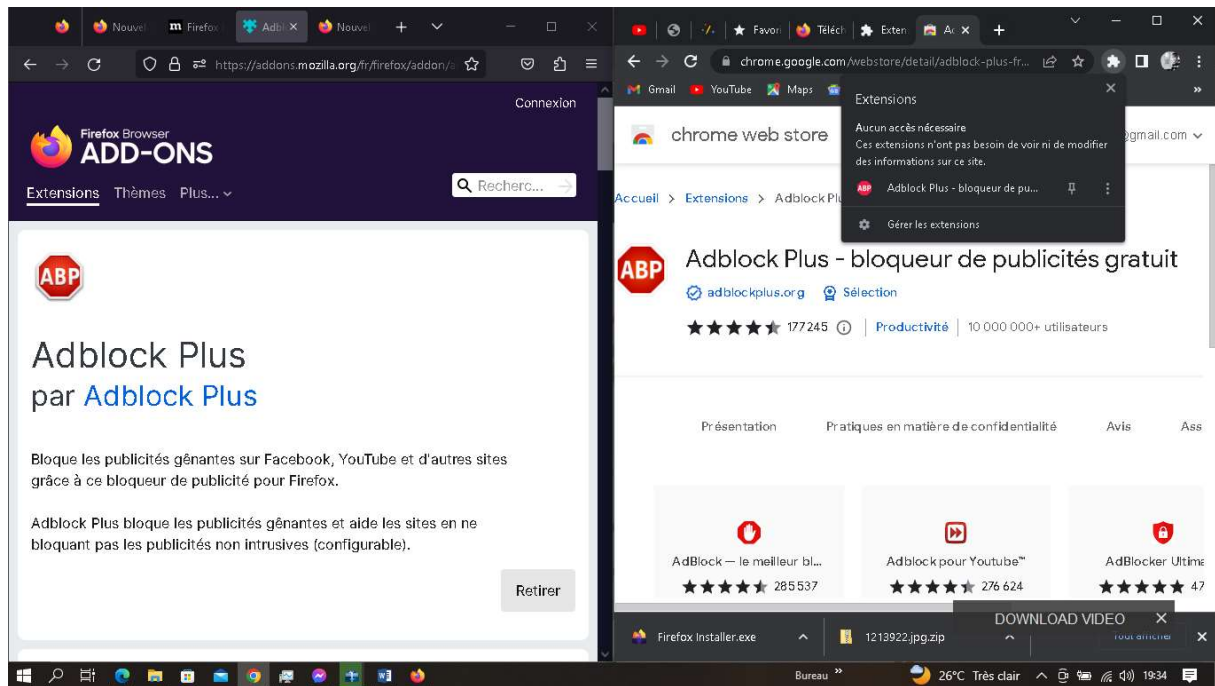 Nouvel
Firefox
Adbl
Nouvel
https://addons.mozilla.org/fr/firefox/addon/a
Connexion
Firefox Browser
ADD-ONS
Extensions Thèmes Plus...
Recherc...
ABP
Adblock Plus
par Adblock Plus
Bloque les publicités gênantes sur Facebook, YouTube et d'autres sites
grâce à ce bloqueur de publicité pour Firefox.
Adblock Plus bloque les publicités gênantes et aide les sites en ne
bloquant pas les publicités non intrusives (configurable).
Retirer
Favori
Téléch
Exten
Ac
chrome.google.com/webstore/detail/adblock-plus-fr...
Gmail YouTube Maps
Extensions
Aucun accès nécessaire
Ces extensions n'ont pas besoin de voir ni de modifier
des informations sur ce site.
ABP Adblock Plus - bloqueur de pu...
Gérer les extensions
chrome web store
@gmail.com
Accueil > Extensions > Adblock Plu
ABP
Adblock Plus - bloqueur de publicités gratuit
adblockplus.org Sélection
177245 Productivité 10 000 000+ utilisateurs
Présentation Pratiques en matière de confidentialité Avis Ass
AdBlock — le meilleur bl... Adblock pour Youtube™ AdBlocker Ultima
285 537 276 624 47
DOWNLOAD VIDEO
Firefox Installer.exe 1213922.jpg.zip Tout afficher
Bureau 26°C Très clair 19:34